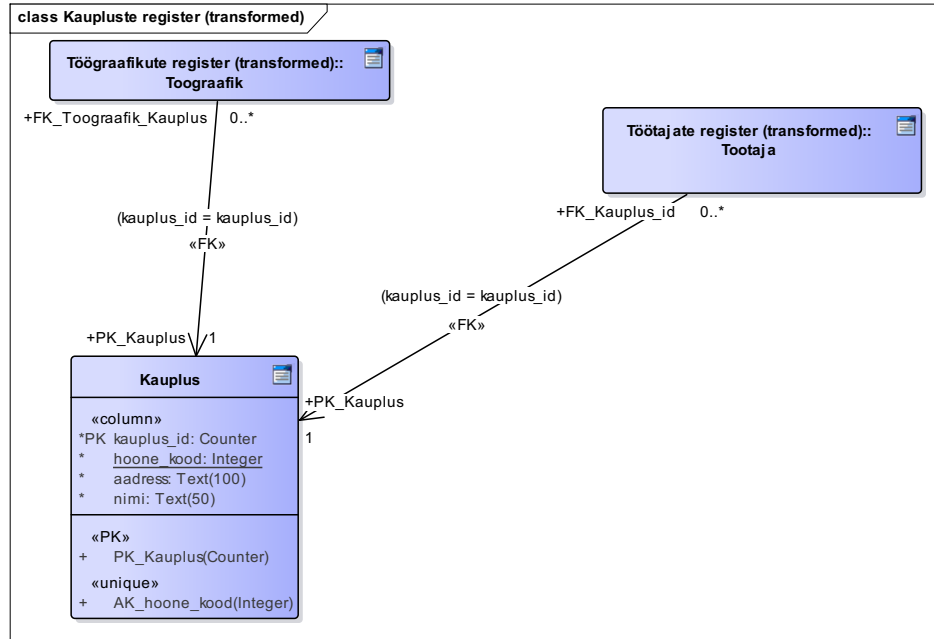 class Kaupluste register (transformed)
Töögraafikute register (transformed)::
Toograafik
+FK_Toograafik_Kauplus 0..*
(kauplus_id = kauplus_id)
«FK»
+PK_Kauplus 1
Töötajate register (transformed)::
Tootaja
+FK_Kauplus_id 0..*
(kauplus_id = kauplus_id)
«FK»
+PK_Kauplus
1
Kauplus
«column»
*PK kauplus_id: Counter
* hoone_kood: Integer
* aadress: Text(100)
* nimi: Text(50)
«PK»
+ PK_Kauplus(Counter)
«unique»
+ AK_hoone_kood(Integer)